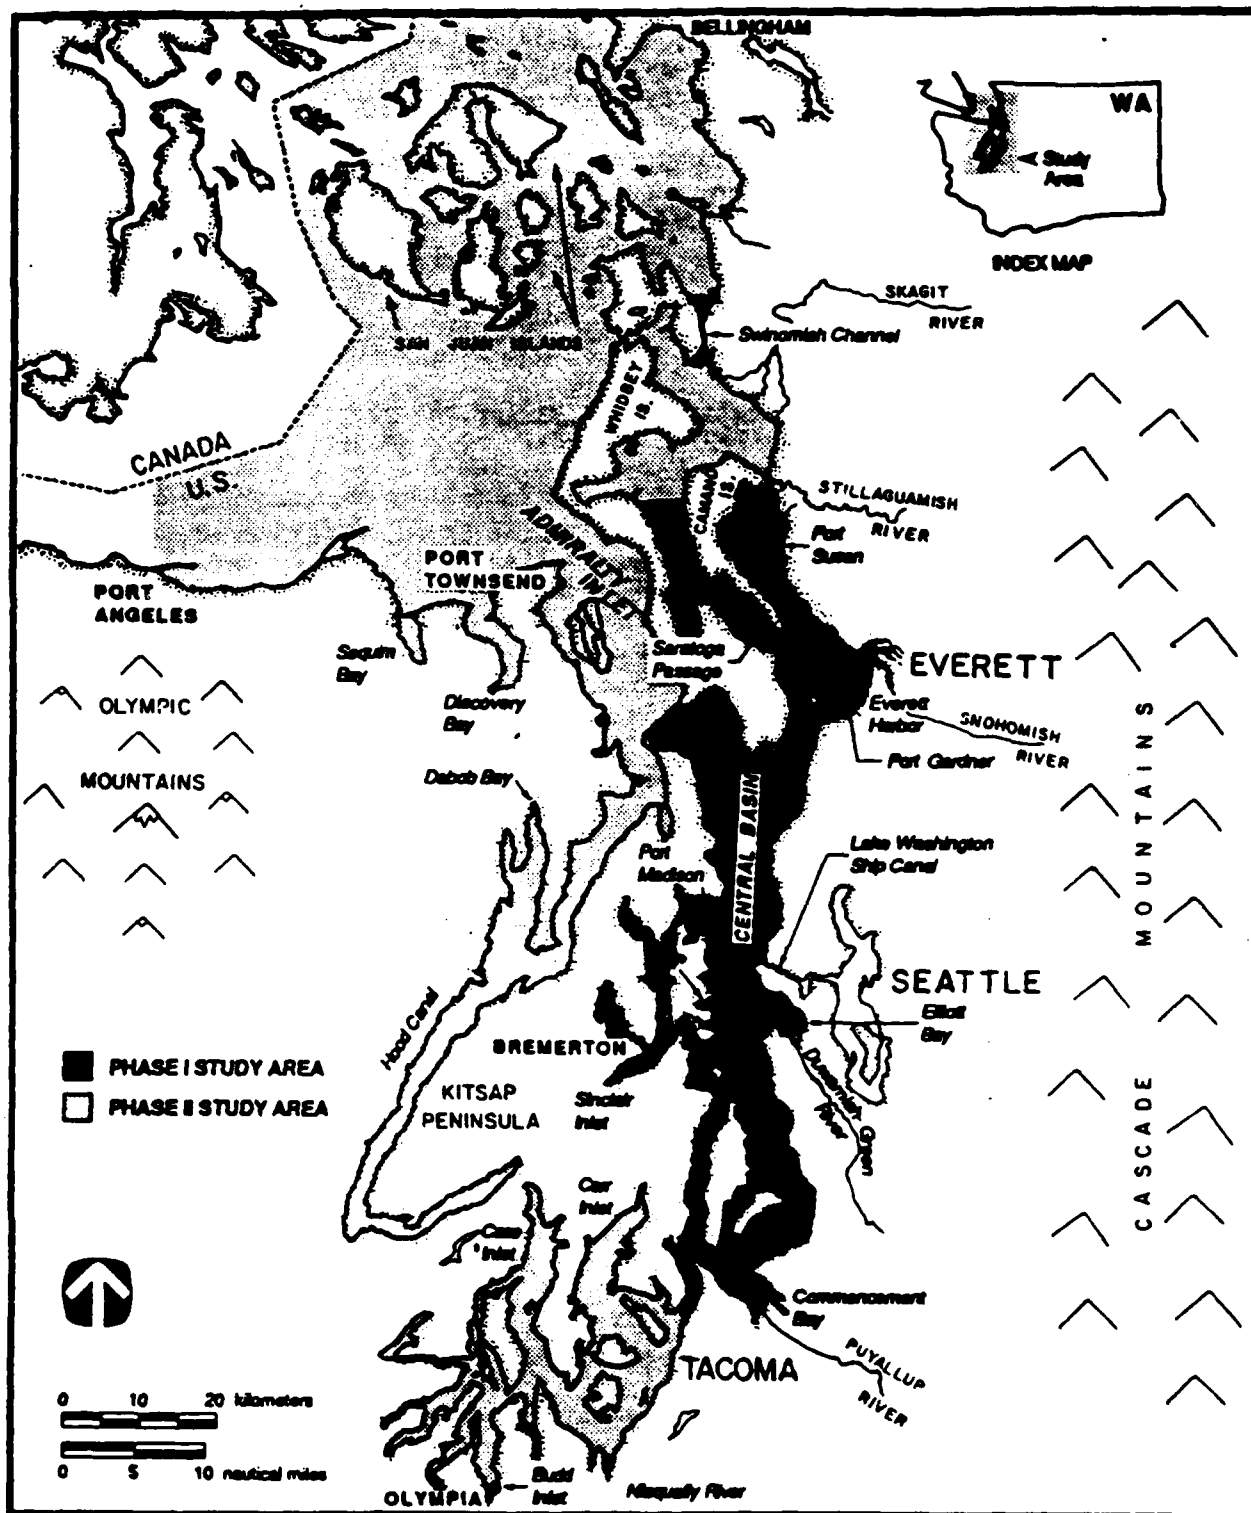 BELLINGHAM
WA
Study
Area
INDEX MAP
SKAGIT
RIVER
Swinomish Channel
SAN JUAN ISLANDS
WHIDBEY
IS.
CANADA
U.S.
CAMANO
IS.
STILLAGUAMISH
RIVER
Port
Susan
ADMIRALTY
INLET
PORT
TOWNSEND
PORT
ANGELES
Sequim
Bay
Discovery
Bay
Saratoga
Passage
EVERETT
Everett
Harbor
SNOHOMISH
RIVER
Port Gardner
OLYMPIC
MOUNTAINS
Dabob Bay
CENTRAL BASIN
Port
Madison
Lake Washington
Ship Canal
CASCADE MOUNTAINS
SEATTLE
Elliott
Bay
Hood Canal
BREMERTON
Duwamish
River
Green
PHASE I STUDY AREA
PHASE II STUDY AREA
KITSAP
PENINSULA
Sinclair
Inlet
Carr
Inlet
Case
Inlet
Commencement
Bay
PUYALLUP
RIVER
TACOMA
0 10 20 kilometers
0 5 10 nautical miles
OLYMPIA
Budd
Inlet
Nisqually River